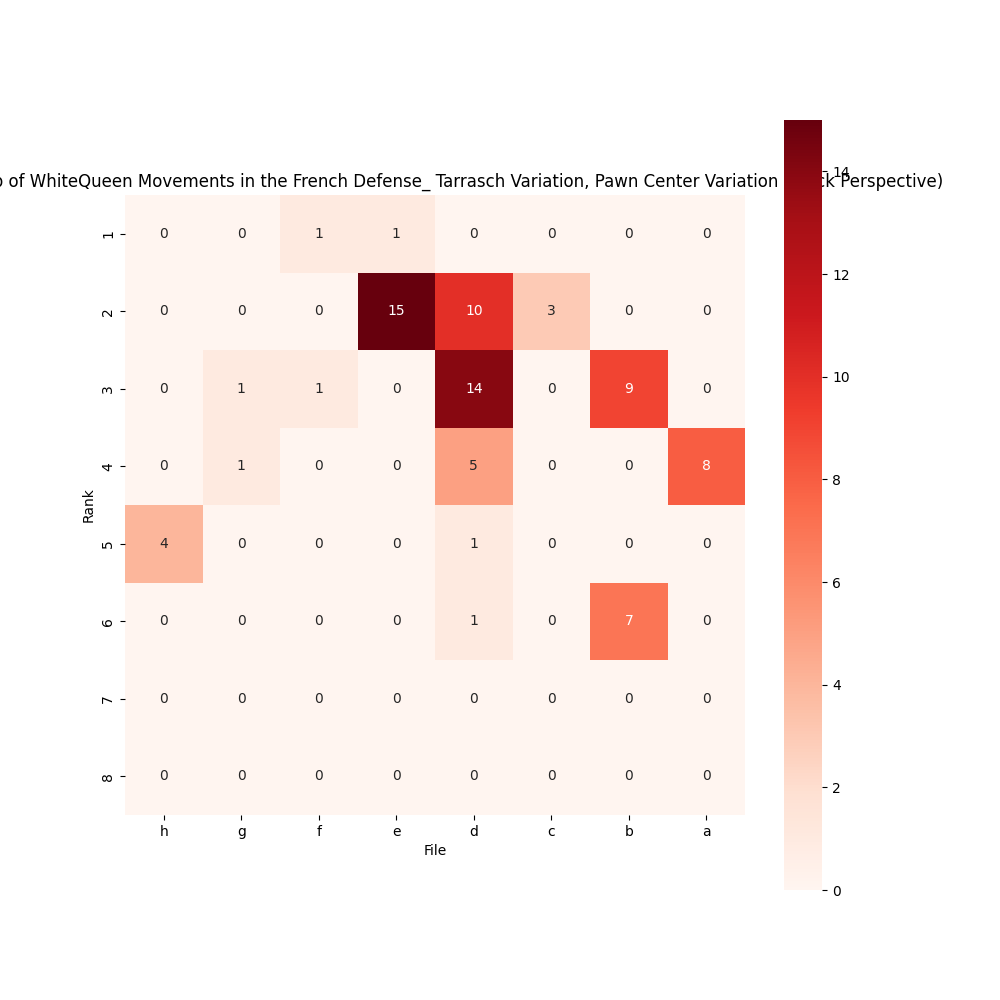 of WhiteQueen Movements in the French Defense_ Tarrasch Variation, Pawn Center Variation Perspective)
1 0 0 1 1 0 0 0 0
2 0 0 0 15 10 3 0 0
3 0 1 1 0 14 0 9 0
4 0 1 0 0 5 0 0 8
5 4 0 0 0 1 0 0 0
6 0 0 0 0 1 0 7 0
7 0 0 0 0 0 0 0 0
8 0 0 0 0 0 0 0 0
Rank
h g f e d c b a
File
14
12
10
8
6
4
2
0